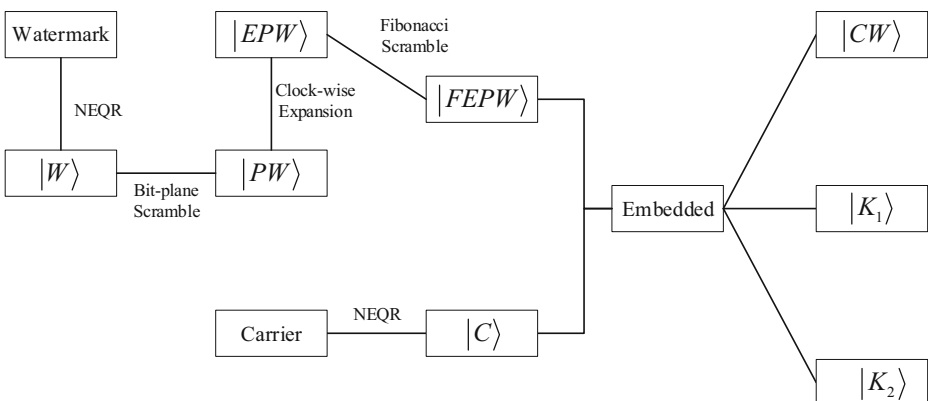 Watermark
|EPW⟩
Fibonacci
Scramble
|CW⟩
NEQR
Clock-wise
Expansion
|FEPW⟩
|W⟩
Bit-plane
Scramble
|PW⟩
Embedded
|K₁⟩
Carrier
NEQR
|C⟩
|K₂⟩